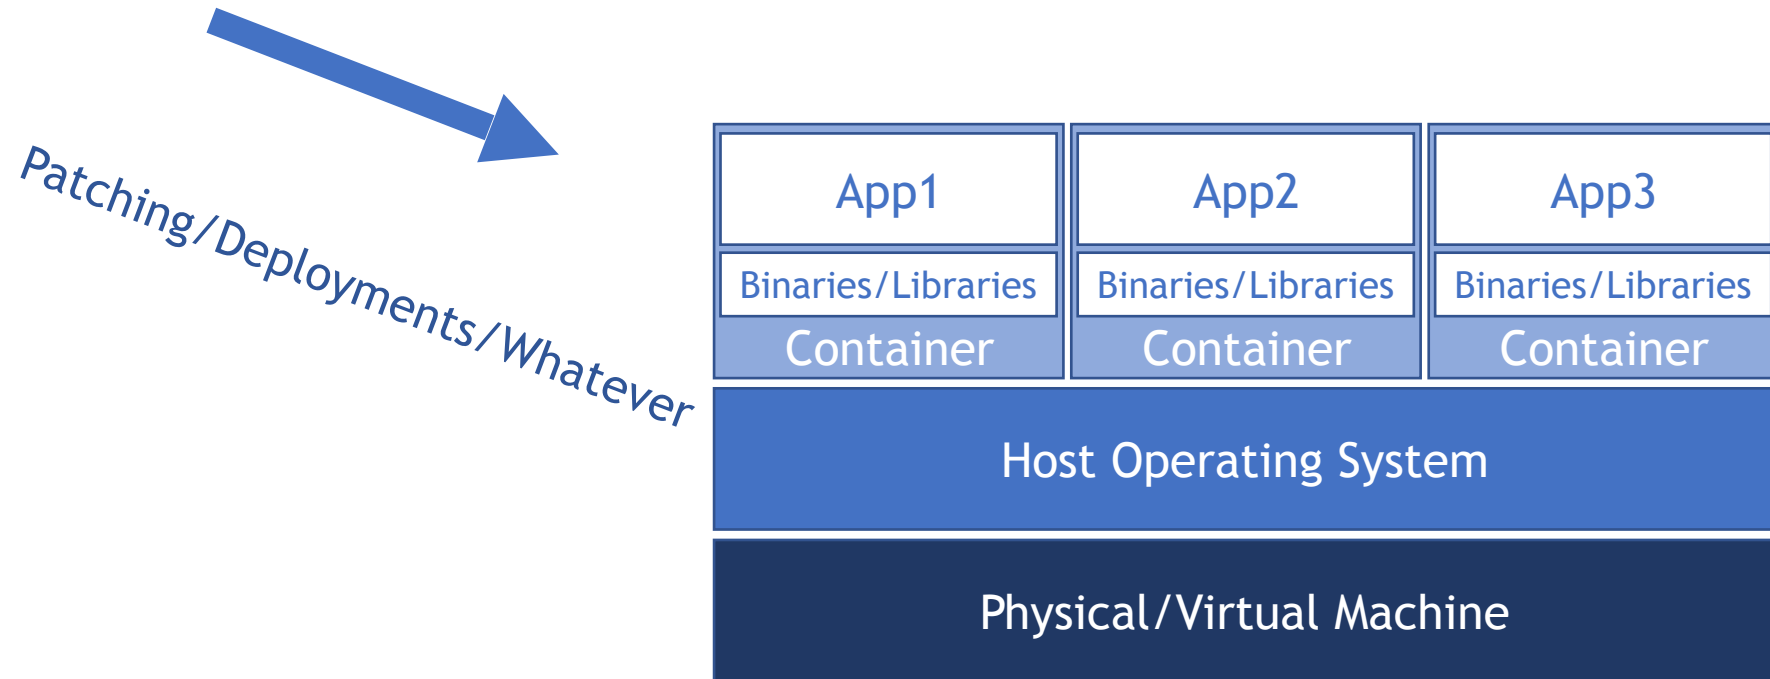 Patching/Deployments/Whatever
App1
App2
App3
Binaries/Libraries
Binaries/Libraries
Binaries/Libraries
Container
Container
Container
Host Operating System
Physical/Virtual Machine